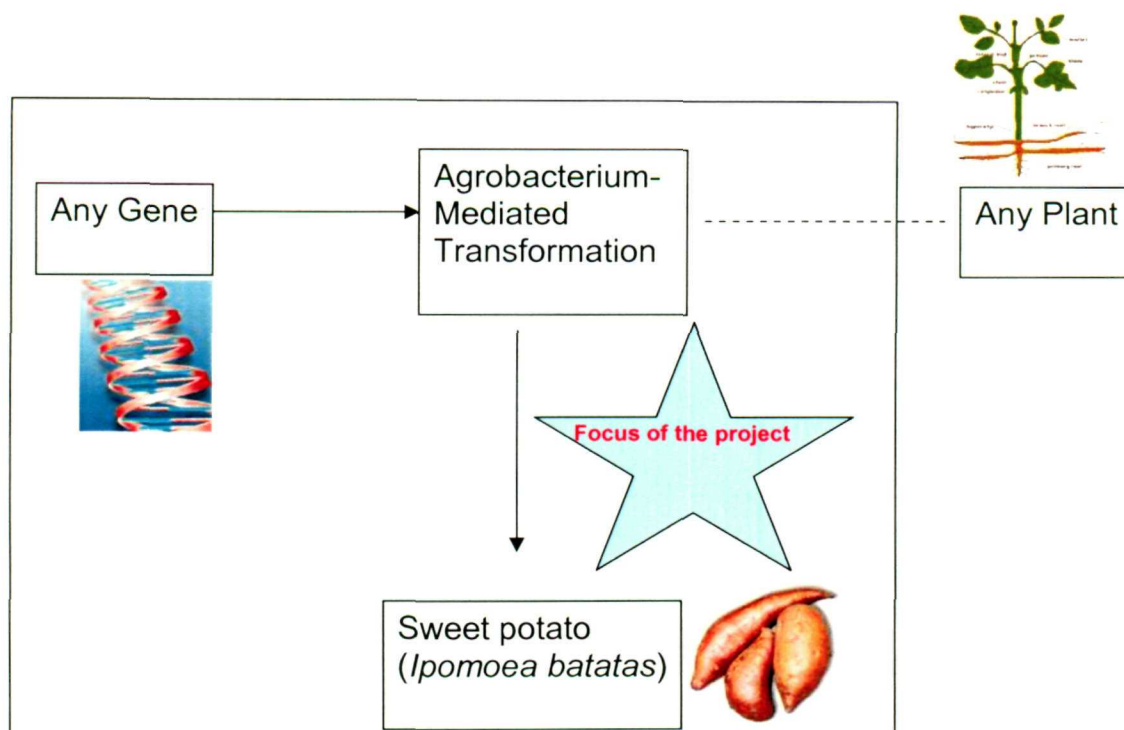 Any Gene
Agrobacterium-
Mediated
Transformation
Any Plant
Focus of the project
Sweet potato
(Ipomoea batatas)